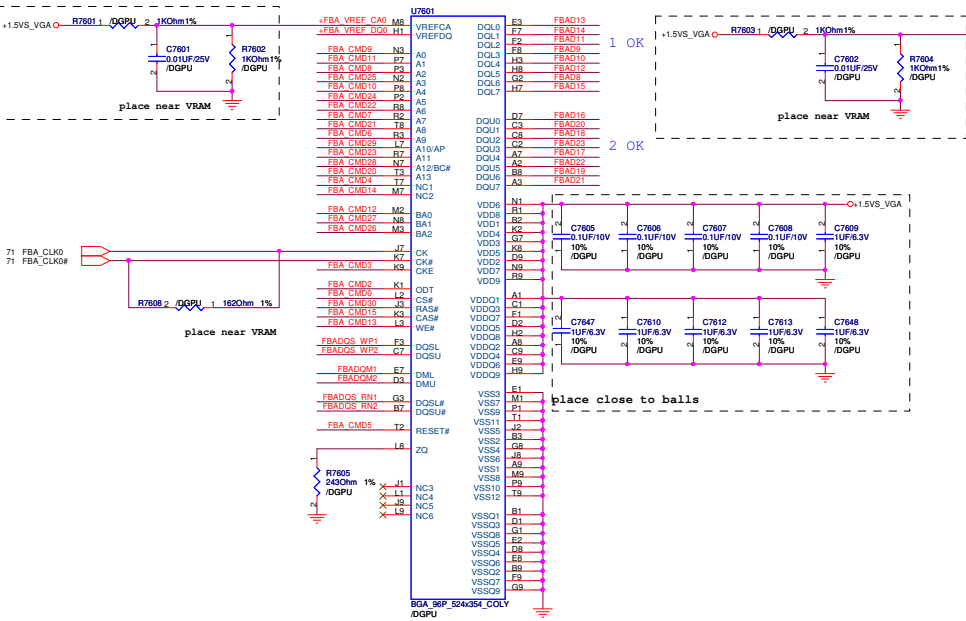 U7601
+1.5VS_VGA R7601 1 /DGPU 2 1KOhm1%
C7601
0.01UF/25V
/DGPU
R7602
1KOhm1%
/DGPU
place near VRAM
+FBA_VREF_CA0 M8 VREFCA
+FBA_VREF_DQ0 H1 VREFDQ
FBA_CMD9 N3 A0
FBA_CMD11 P7 A1
FBA_CMD8 P3 A2
FBA_CMD25 N2 A3
FBA_CMD10 P8 A4
FBA_CMD24 P2 A5
FBA_CMD22 R8 A6
FBA_CMD7 R2 A7
FBA_CMD21 T8 A8
FBA_CMD6 R3 A9
FBA_CMD29 L7 A10/AP
FBA_CMD23 R7 A11
FBA_CMD28 N7 A12/BC#
FBA_CMD20 T3 A13
FBA_CMD4 T7 NC1
FBA_CMD14 M7 NC2
FBA_CMD12 M2 BA0
FBA_CMD27 N8 BA1
FBA_CMD26 M3 BA2
71 FBA_CLK0 J7 CK
71 FBA_CLK0# K7 CK#
FBA_CMD3 K9 CKE
R7608 2 /DGPU 1 162Ohm 1%
place near VRAM
FBA_CMD2 K1 ODT
FBA_CMD0 L2 CS#
FBA_CMD30 J3 RAS#
FBA_CMD15 K3 CAS#
FBA_CMD13 L3 WE#
FBADQS_WP1 F3 DQSL
FBADQS_WP2 C7 DQSU
FBADQM1 E7 DML
FBADQM2 D3 DMU
FBADQS_RN1 G3 DQSL#
FBADQS_RN2 B7 DQSU#
FBA_CMD5 T2 RESET#
L8 ZQ
R7605
243Ohm 1%
/DGPU
J1 NC3
L1 NC4
J9 NC5
L9 NC6
DQL0 E3 FBAD13
DQL1 F7 FBAD14
DQL2 F2 FBAD11
DQL3 F8 FBAD9
DQL4 H3 FBAD10
DQL5 H8 FBAD12
DQL6 G2 FBAD8
DQL7 H7 FBAD15
1 OK
DQU0 D7 FBAD16
DQU1 C3 FBAD20
DQU2 C8 FBAD18
DQU3 C2 FBAD23
DQU4 A7 FBAD17
DQU5 A2 FBAD22
DQU6 B8 FBAD19
DQU7 A3 FBAD21
2 OK
VDD6 N1
VDD8 R1
VDD1 B2
VDD4 K2
VDD3 G7
VDD5 K8
VDD2 D9
VDD7 N9
VDD9 R9
VDDQ1 A1
VDDQ3 C1
VDDQ7 F1
VDDQ5 D2
VDDQ8 H2
VDDQ2 A8
VDDQ4 C9
VDDQ6 E9
VDDQ9 H9
VSS3 E1
VSS7 M1
VSS9 P1
VSS11 T1
VSS5 J2
VSS2 B3
VSS4 G8
VSS6 J8
VSS1 A9
VSS8 M9
VSS10 P9
VSS12 T9
VSSQ1 B1
VSSQ3 D1
VSSQ8 G1
VSSQ5 E2
VSSQ4 D8
VSSQ6 E8
VSSQ2 B9
VSSQ7 F9
VSSQ9 G9
BGA_96P_524x354_COLY
/DGPU
+1.5VS_VGA R7603 1 /DGPU 2 1KOhm1%
C7602
0.01UF/25V
/DGPU
R7604
1KOhm1%
/DGPU
place near VRAM
+1.5VS_VGA
C7605
0.1UF/10V
10%
/DGPU
C7606
0.1UF/10V
10%
/DGPU
C7607
0.1UF/10V
10%
/DGPU
C7608
0.1UF/10V
10%
/DGPU
C7609
1UF/6.3V
10%
/DGPU
C7647
1UF/6.3V
10%
/DGPU
C7610
1UF/6.3V
10%
/DGPU
C7612
1UF/6.3V
10%
/DGPU
C7613
1UF/6.3V
10%
/DGPU
C7648
1UF/6.3V
10%
/DGPU
place close to balls